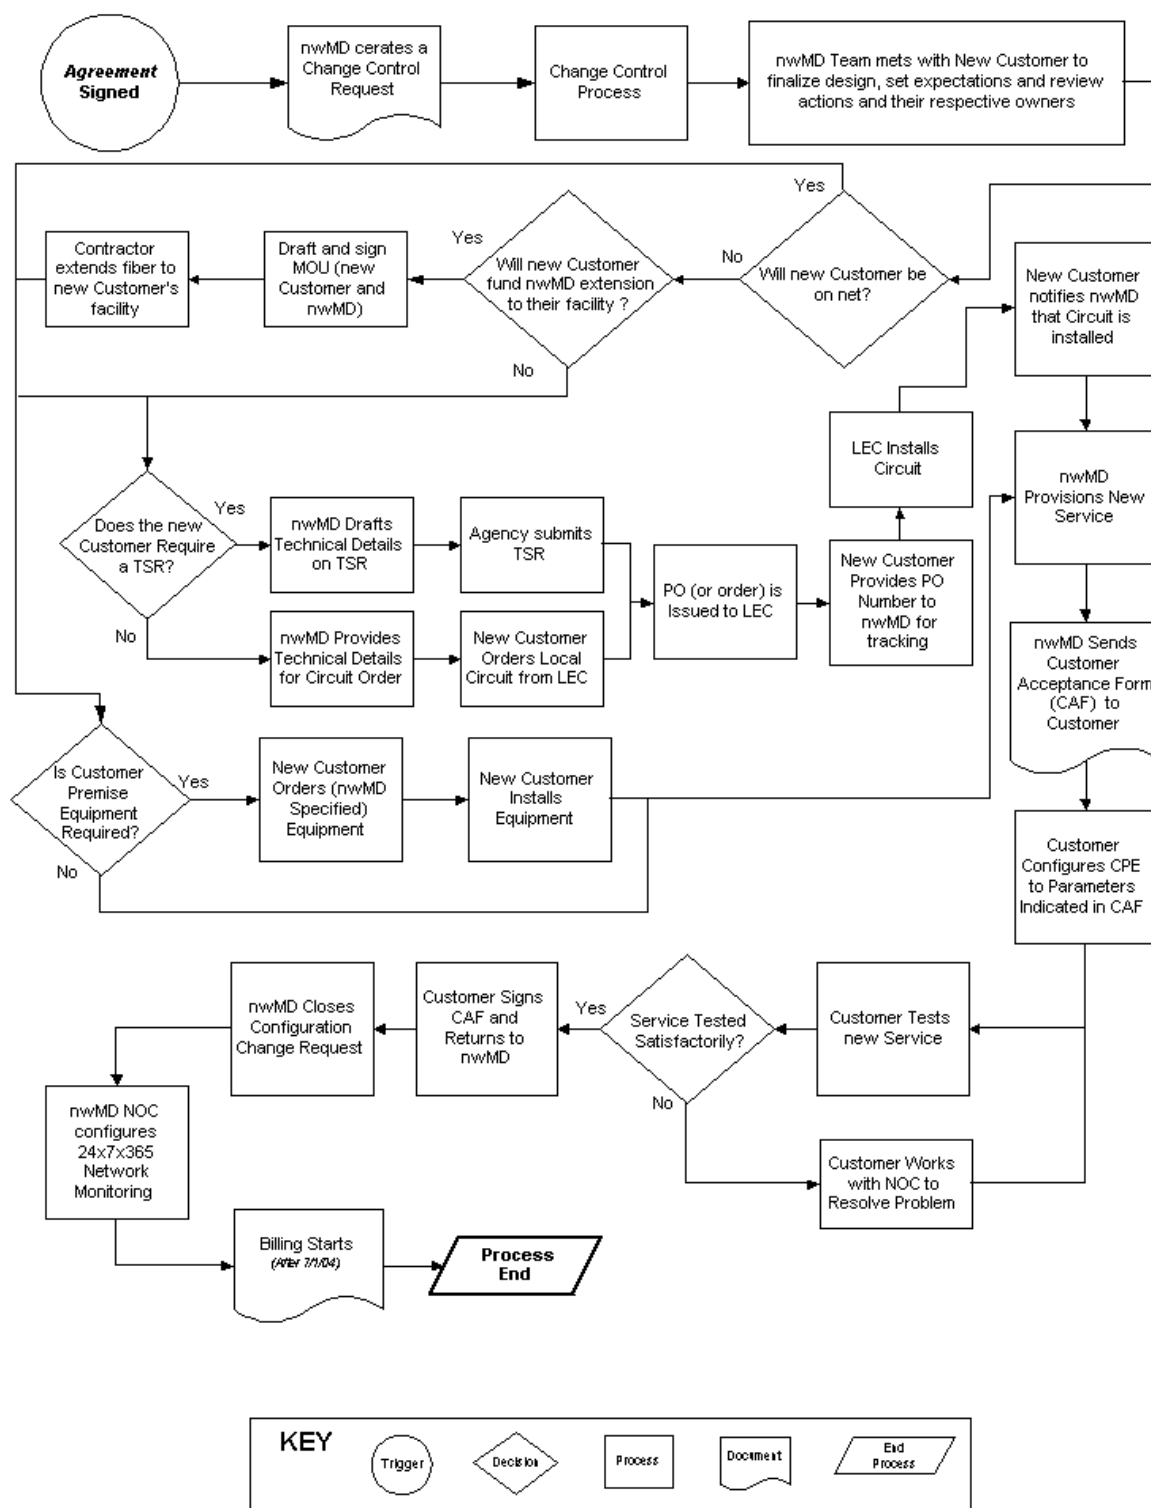 Agreement
Signed
nwMD cerates a
Change Control
Request
Change Control
Process
nwMD Team mets with New Customer to
finalize design, set expectations and review
actions and their respective owners
Yes
Contractor
extends fiber to
new Customer's
facility
Draft and sign
MOU (new
Customer and
nwMD)
Yes
Will new Customer
fund nwMD extension
to their facility ?
No
No
Will new Customer be
on net?
New Customer
notifies nwMD
that Circuit is
installed
LEC Installs
Circuit
nwMD
Provisions New
Service
Does the new
Customer Require
a TSR?
Yes
nwMD Drafts
Technical Details
on TSR
Agency submits
TSR
No
nwMD Provides
Technical Details
for Circuit Order
New Customer
Orders Local
Circuit from LEC
PO (or order) is
Issued to LEC
New Customer
Provides PO
Number to
nwMD for
tracking
nwMD Sends
Customer
Acceptance Form
(CAF) to
Customer
Is Customer
Premise
Equipment
Required?
Yes
No
New Customer
Orders (nwMD
Specified)
Equipment
New Customer
Installs
Equipment
Customer
Configures CPE
to Parameters
Indicated in CAF
nwMD Closes
Configuration
Change Request
Customer Signs
CAF and
Returns to
nwMD
Yes
Service Tested
Satisfactorily?
No
Customer Tests
new Service
Customer Works
with NOC to
Resolve Problem
nwMD NOC
configures
24x7x365
Network
Monitoring
Billing Starts
(After 7/1/04)
Process
End
KEY
Trigger
Decision
Process
Document
End
Process